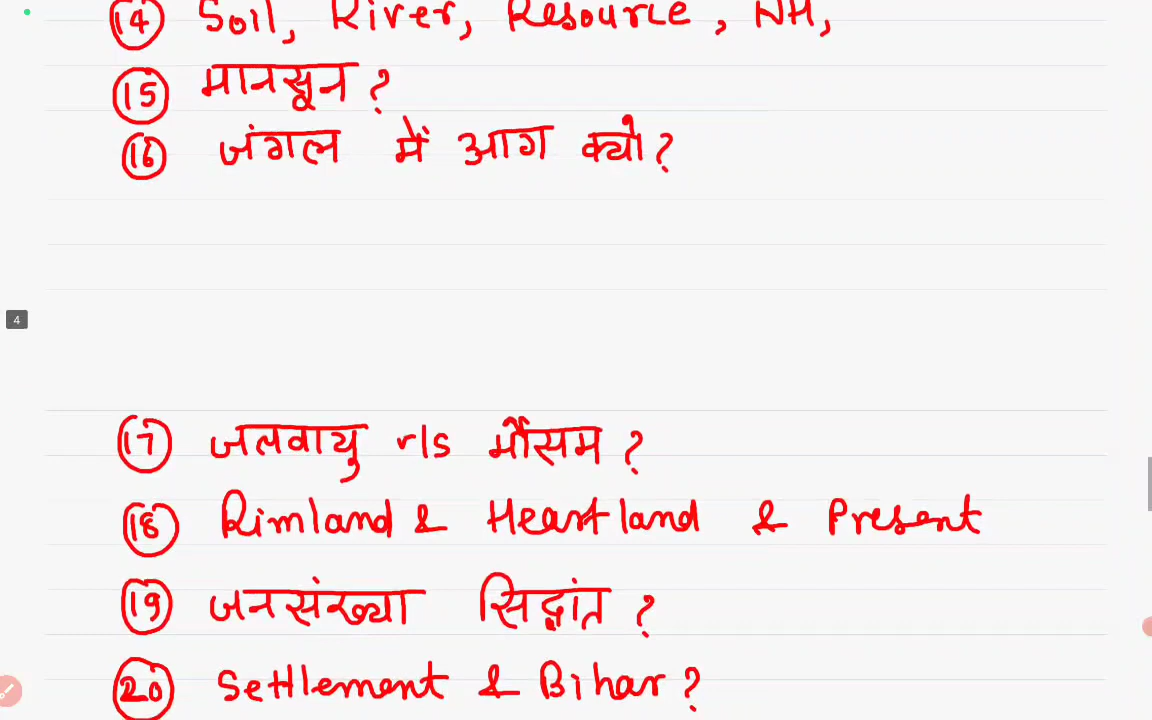 14 Soil, River, Resource, NH,
15 मानसून?
16 जंगल में आग क्यो?
4
17 जलवायु r/s मौसम?
18 Rimland & Heartland & Present
19 जनसंख्या सिद्धांत?
20 Settlement & Bihar?